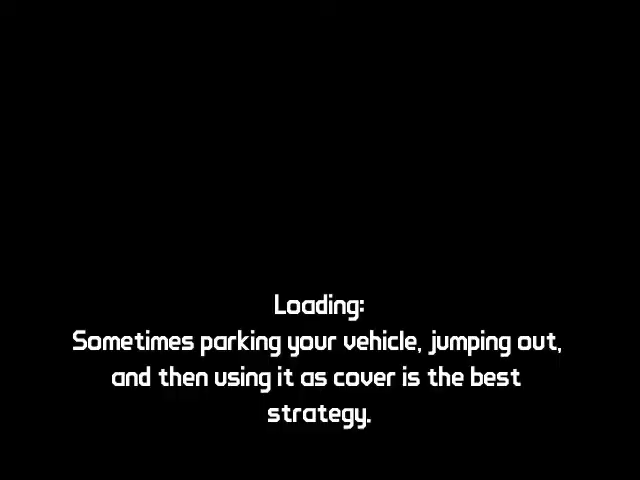 Loading:
Sometimes parking your vehicle, jumping out,
and then using it as cover is the best
strategy.